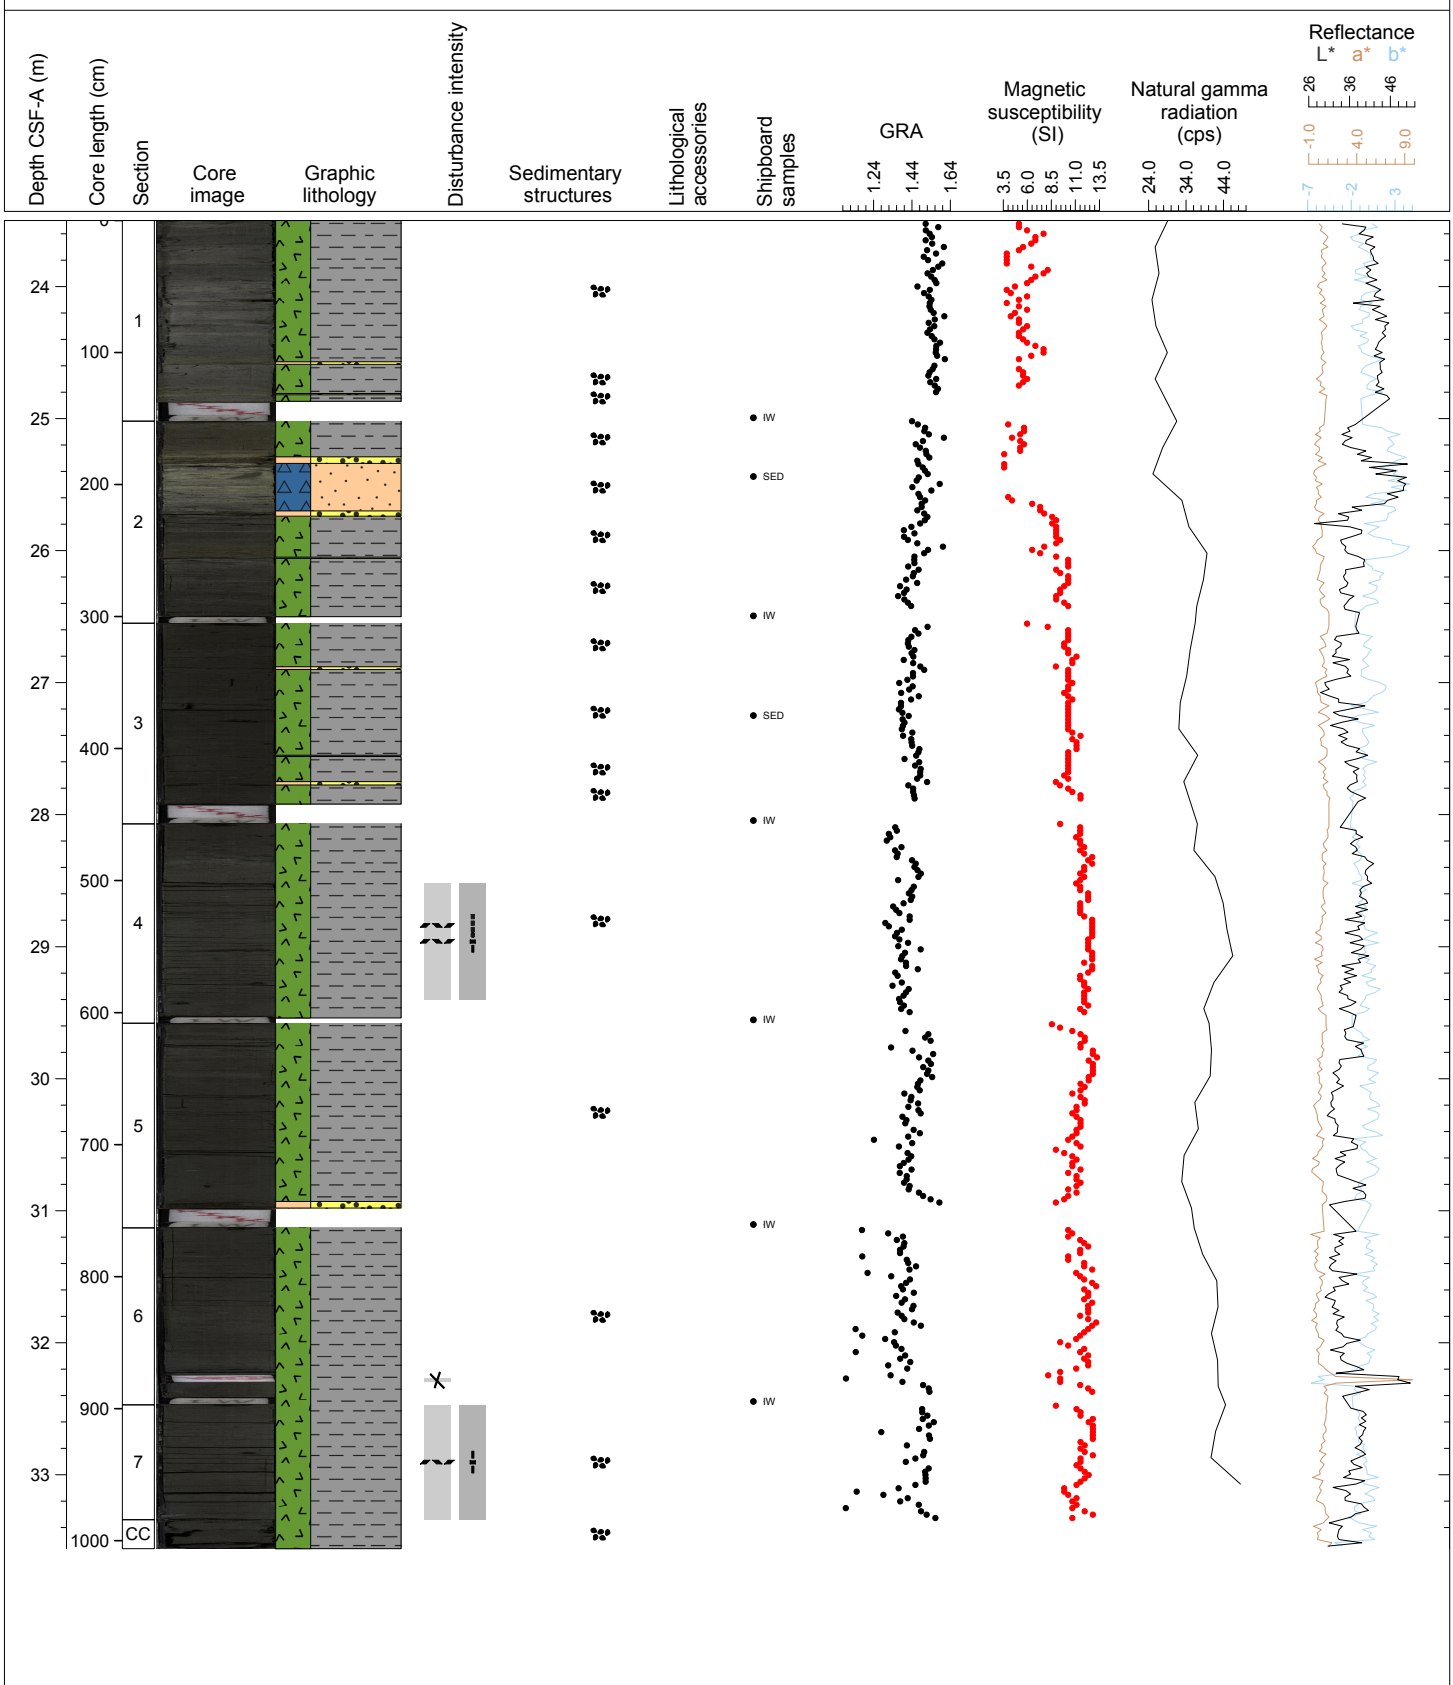 Depth CSF-A (m)
Core length (cm)
Section
Core
image
Graphic
lithology
Disturbance intensity
Sedimentary
structures
Lithological
accessories
Shipboard
samples
GRA
1.24 1.44 1.64
Magnetic
susceptibility
(SI)
3.5 6.0 8.5 11.0 13.5
Natural gamma
radiation
(cps)
24.0 34.0 44.0
Reflectance
L* a* b*
26 36 46
-1.0 4.0 9.0
-7 -2 3
0
24
1
100
25
IW
200
SED
2
26
300
IW
27
SED
3
400
28
IW
500
4
29
600
IW
30
5
700
31
IW
800
6
32
900
IW
7
33
CC
1000